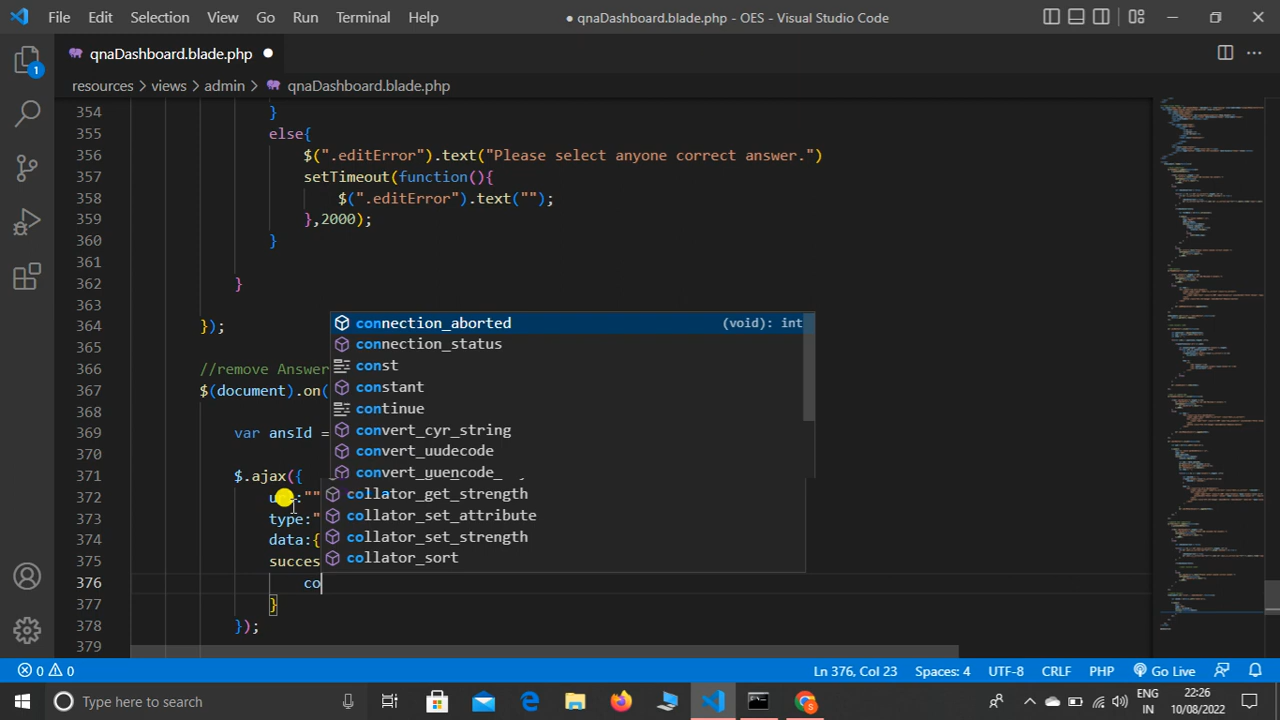 File Edit Selection View Go Run Terminal Help
● qnaDashboard.blade.php - OES - Visual Studio Code
qnaDashboard.blade.php ●
resources > views > admin > qnaDashboard.blade.php
354 }
355 else{
356 $(".editError").text("Please select anyone correct answer.")
357 setTimeout(function(){
358 $(".editError").text("");
359 },2000);
360 }
361
362 }
363
364 });
365
366 //remove Answer
367 $(document).on(
368
369 var ansId =
370
371 $.ajax({
372 :""
373 type:"
374 data:{
375 succes
376 co
377 }
378 });
379
connection_aborted (void): int
connection_status
const
constant
continue
convert_cyr_string
convert_uudecode
convert_uuencode
collator_get_strength
collator_set_attribute
collator_set_strength
collator_sort
1
0 0
Ln 376, Col 23 Spaces: 4 UTF-8 CRLF PHP Go Live
Type here to search
ENG
IN
22:26
10/08/2022